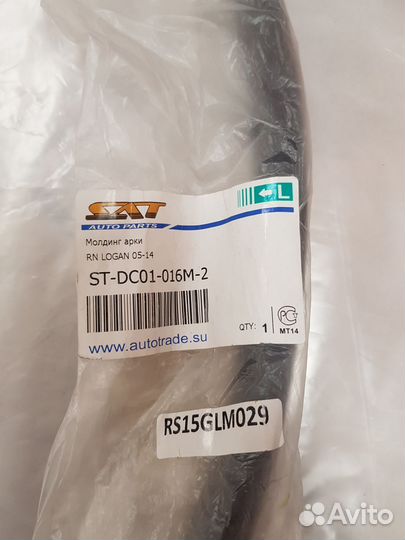 SAT
AUTO PARTS
←L
Молдинг арки
RN LOGAN 05-14
ST-DC01-016M-2
QTY: 1
МТ14
www.autotrade.su
RS15GLM029
Avito